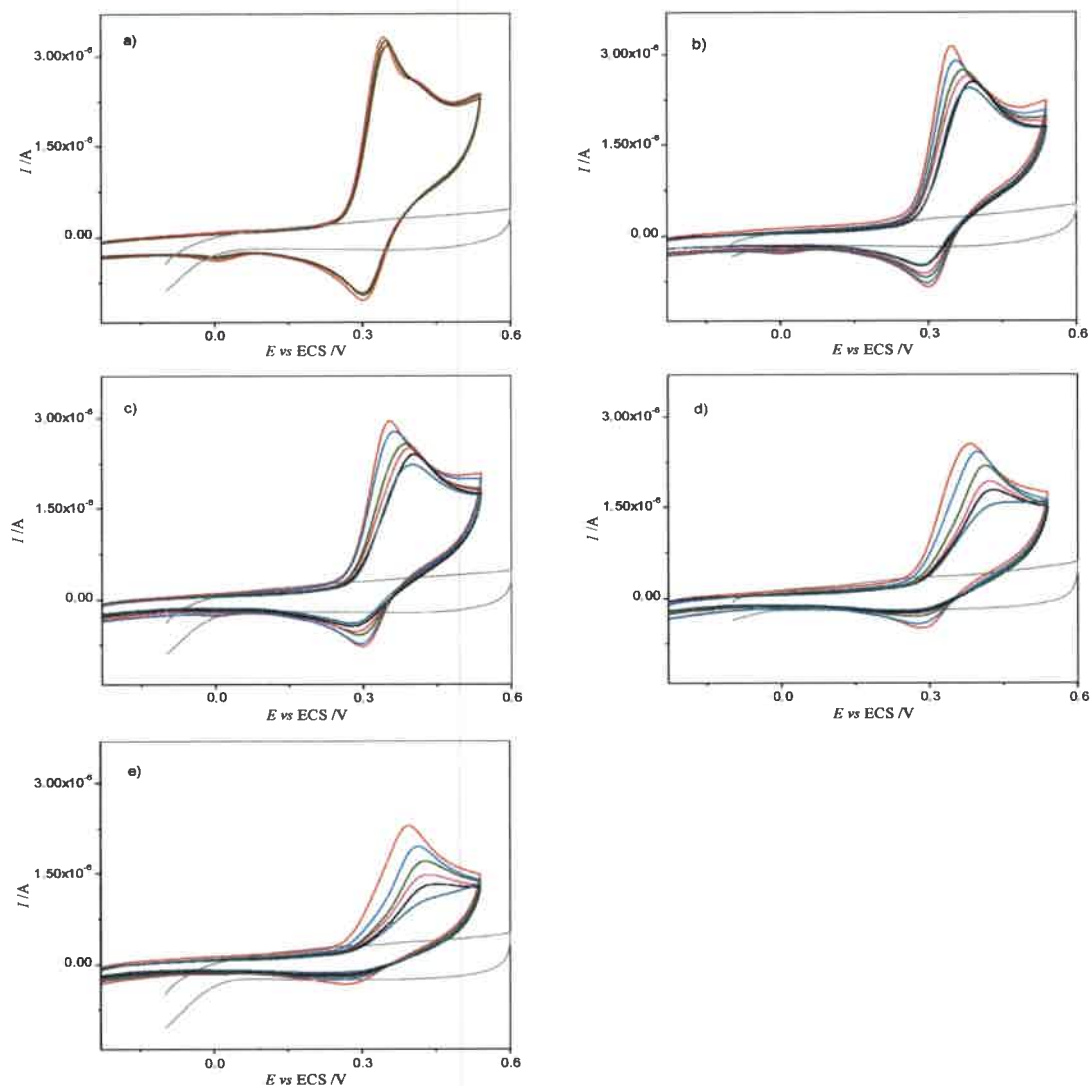 a)
3.00x10⁻⁶
1.50x10⁻⁶
0.00
I /A
0.0
0.3
0.6
E vs ECS /V
b)
3.00x10⁻⁶
1.50x10⁻⁶
0.00
I /A
0.0
0.3
0.6
E vs ECS /V
c)
3.00x10⁻⁶
1.50x10⁻⁶
0.00
I /A
0.0
0.3
0.6
E vs ECS /V
d)
3.00x10⁻⁶
1.50x10⁻⁶
0.00
I /A
0.0
0.3
0.6
E vs ECS /V
e)
3.00x10⁻⁶
1.50x10⁻⁶
0.00
I /A
0.0
0.3
0.6
E vs ECS /V